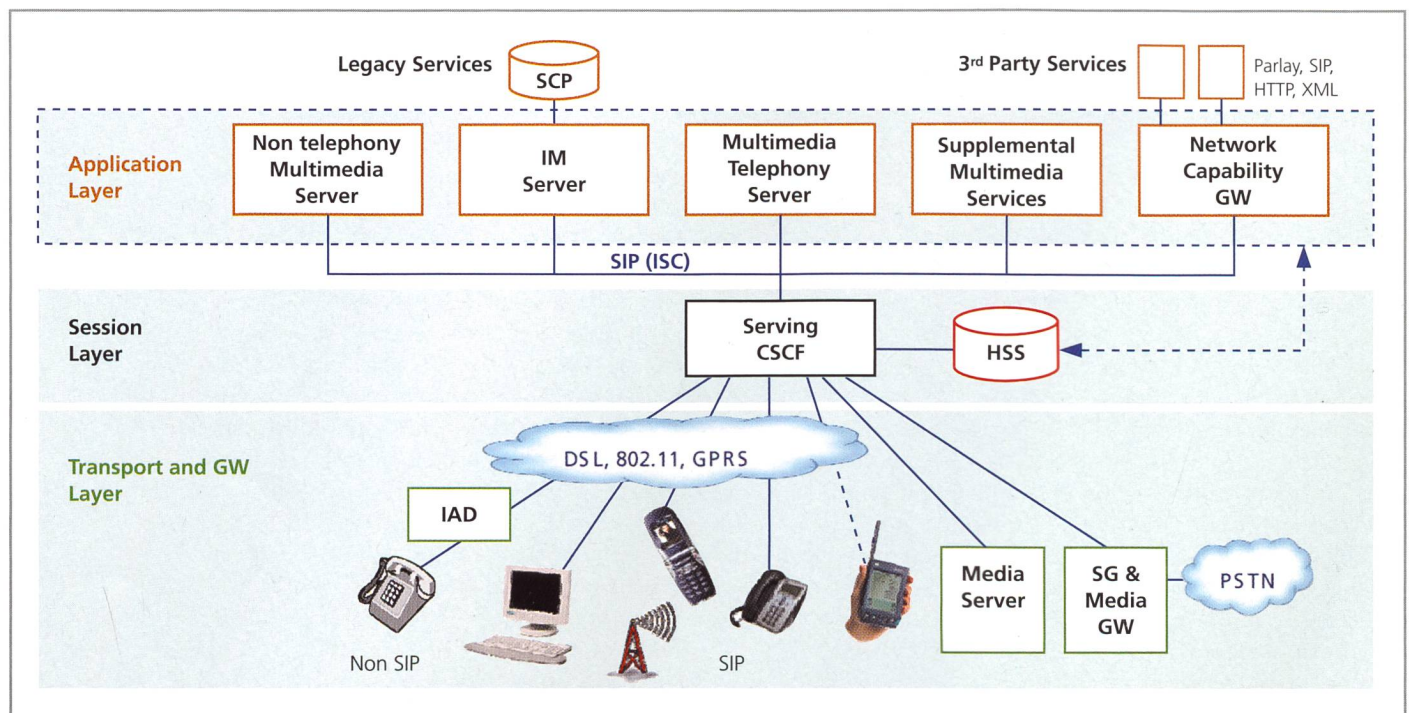 Legacy Services
SCP
3rd Party Services
Parlay, SIP,
HTTP, XML
Application
Layer
Non telephony
Multimedia
Server
IM
Server
Multimedia
Telephony
Server
Supplemental
Multimedia
Services
Network
Capability
GW
SIP (ISC)
Session
Layer
Serving
CSCF
HSS
Transport and GW
Layer
DSL, 802.11, GPRS
IAD
Media
Server
SG &
Media
GW
PSTN
Non SIP
SIP